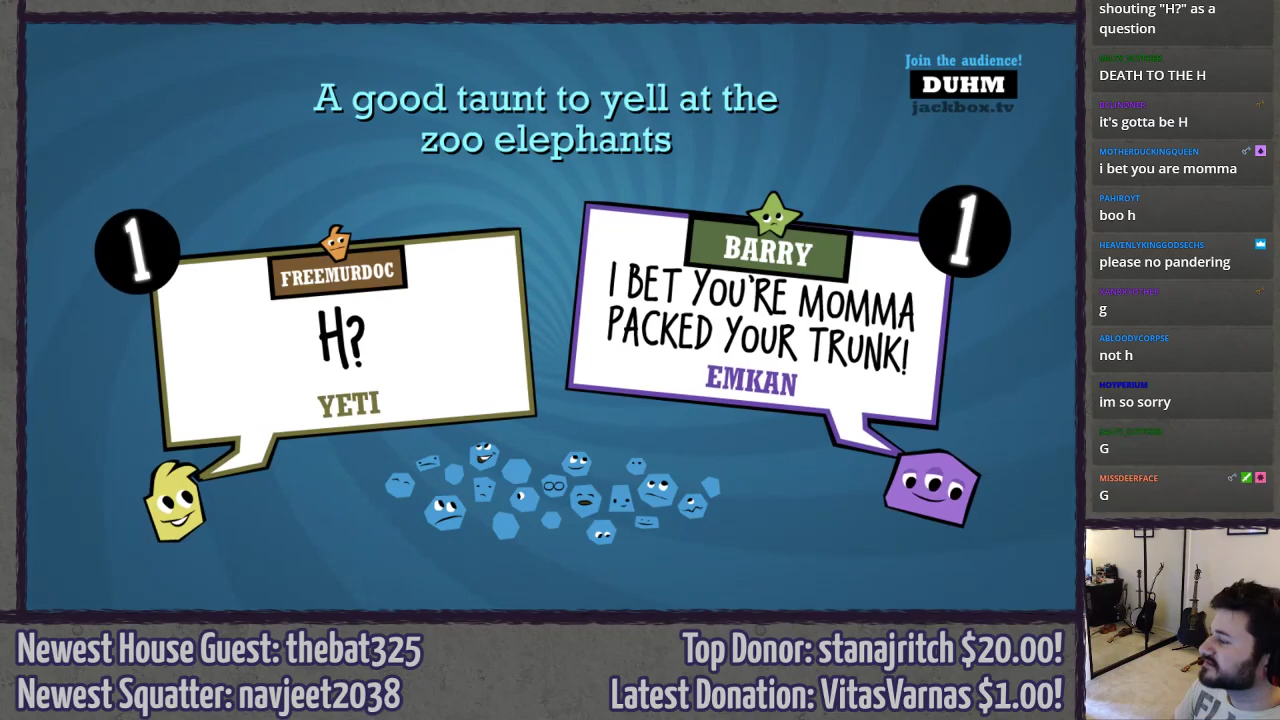 A good taunt to yell at the
zoo elephants
Join the audience!
DUHM
jackbox.tv
1
FREEMURDOC
H?
YETI
1
BARRY
I BET YOU'RE MOMMA
PACKED YOUR TRUNK!
EMKAN
shouting "H?" as a
question
DEATH TO THE H
it's gotta be H
MOTHERDUCKINGQUEEN
i bet you are momma
PAHIROYT
boo h
HEAVENLYKINGGODSECHS
please no pandering
g
ABLOODYCORPSE
not h
HOYPERIUM
im so sorry
G
MISSDEERFACE
G
Newest House Guest: thebat325
Newest Squatter: navjeet2038
Top Donor: stanajritch $20.00!
Latest Donation: VitasVarnas $1.00!